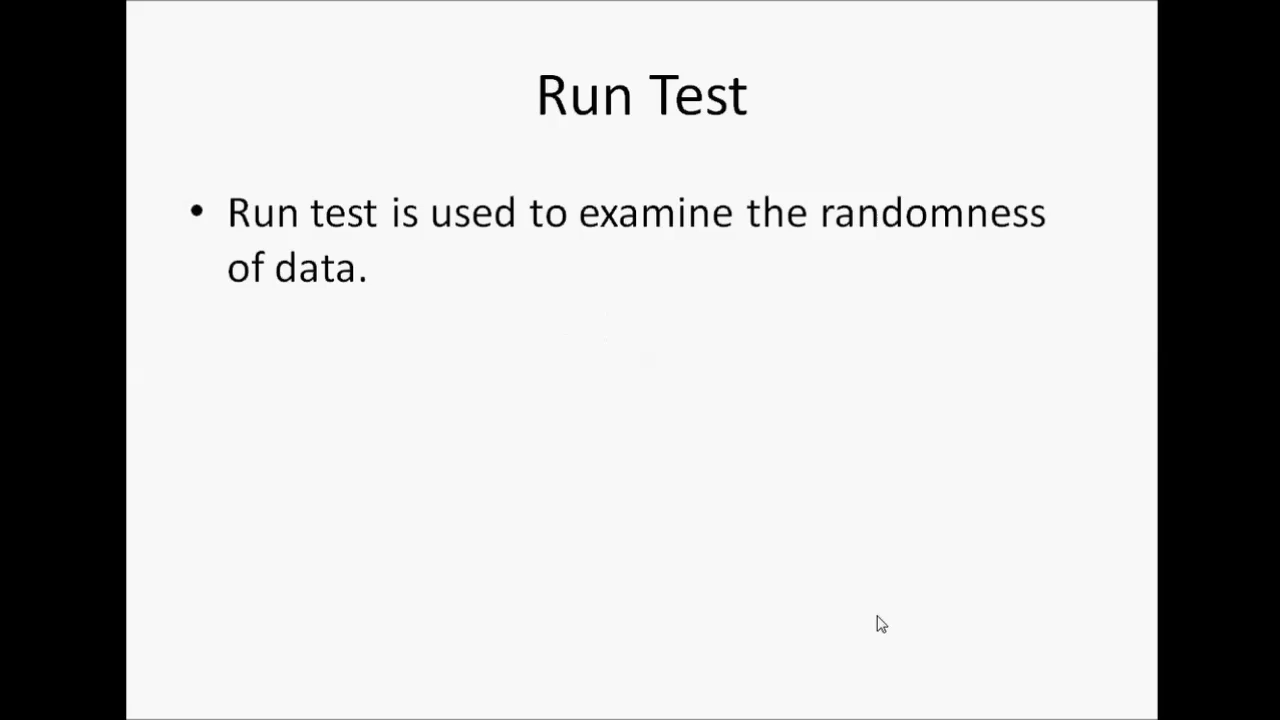 Run Test
• Run test is used to examine the randomness
of data.